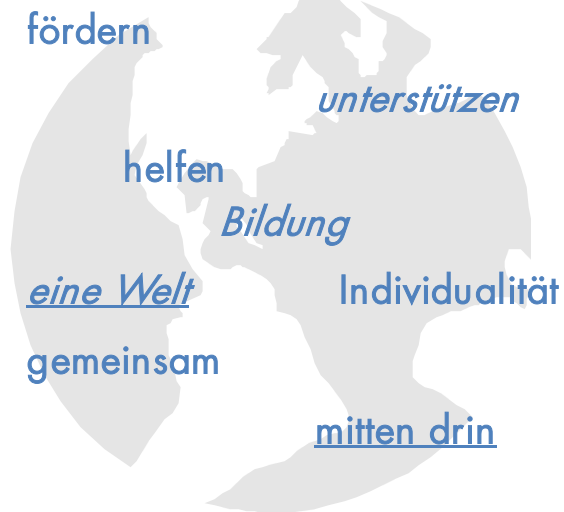 fördern
unterstützen
helfen
Bildung
eine Welt
Individualität
gemeinsam
mitten drin